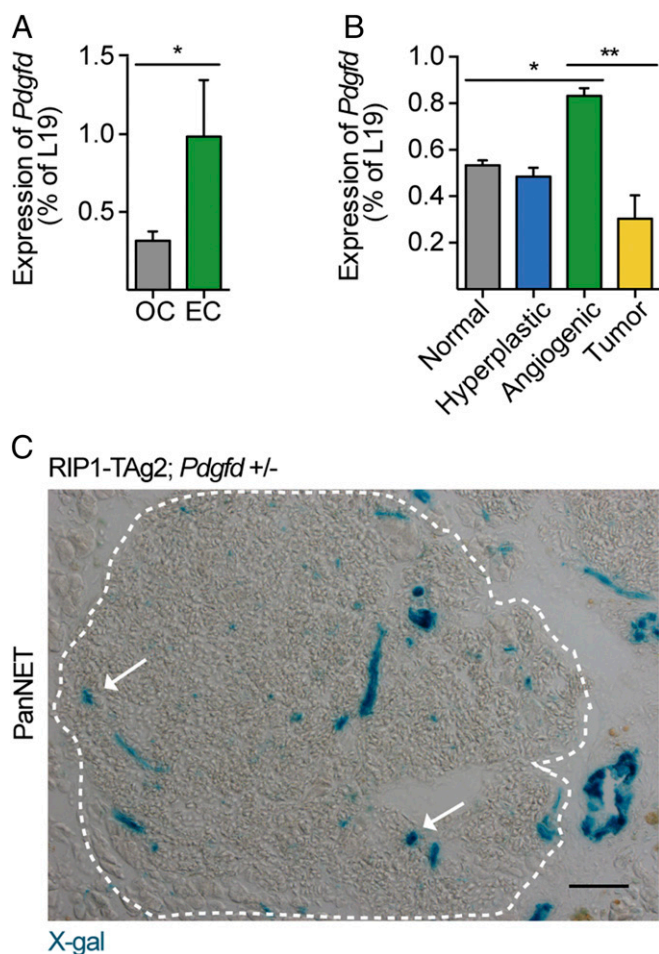 A
Expression of Pdgfd
(% of L19)
1.5
1.0
0.5
*
OC EC
B
Expression of Pdgfd
(% of L19)
1.0
0.8
0.6
0.4
0.2
*
**
Normal
Hyperplastic
Angiogenic
Tumor
C
RIP1-TAg2; Pdgfd +/-
PanNET
X-gal